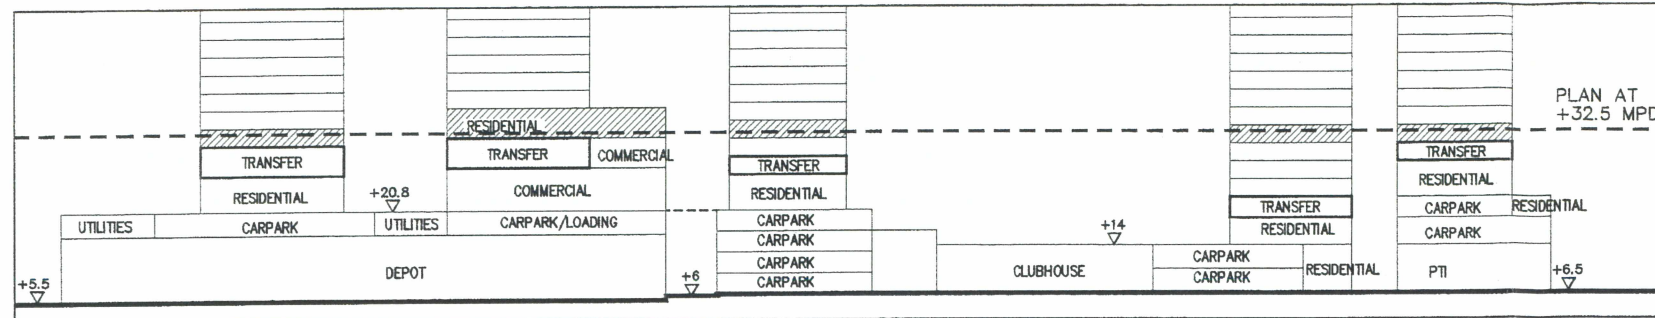 PLAN AT
+32.5 MPD
RESIDENTIAL
TRANSFER
TRANSFER
COMMERCIAL
TRANSFER
TRANSFER
RESIDENTIAL
+20.8
COMMERCIAL
RESIDENTIAL
RESIDENTIAL
TRANSFER
CARPARK
RESIDENTIAL
UTILITIES
CARPARK
UTILITIES
CARPARK/LOADING
CARPARK
+14
RESIDENTIAL
CARPARK
CARPARK
DEPOT
CARPARK
CLUBHOUSE
CARPARK
RESIDENTIAL
PTI
+5.5
+6
CARPARK
CARPARK
+6.5